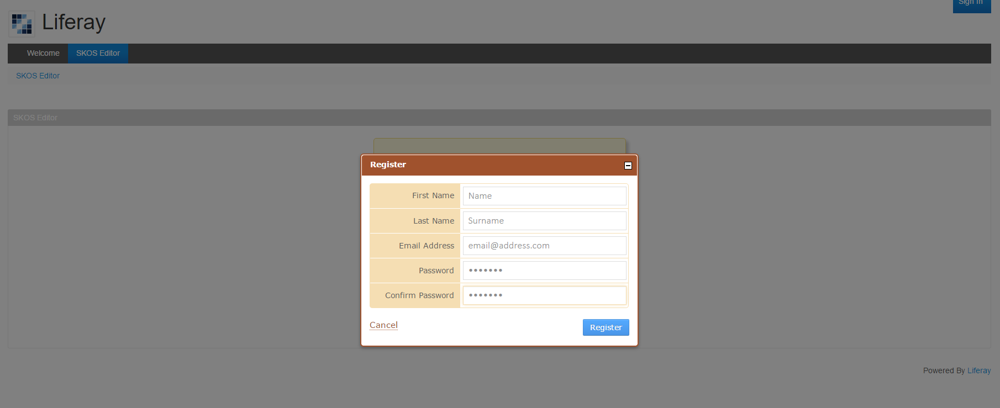 Sign In
Liferay
Welcome SKOS Editor
SKOS Editor
SKOS Editor
Register
First Name Name
Last Name Surname
Email Address email@address.com
Password •••••••
Confirm Password •••••••
Cancel Register
Powered By Liferay